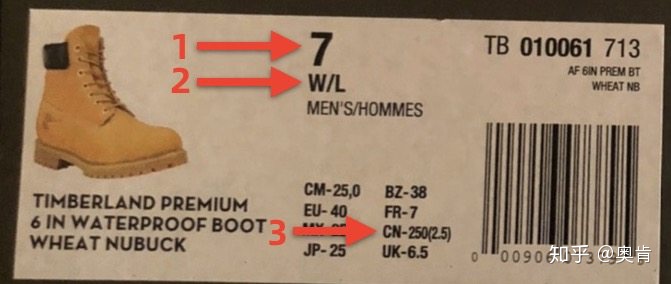 1
7
2
W/L
MEN'S/HOMMES
TB 010061 713
AF 6IN PREM BT
WHEAT NB
TIMBERLAND PREMIUM
6 IN WATERPROOF BOOT
WHEAT NUBUCK
CM-25,0 BZ-38
EU-40 FR-7
3
CN-250(2.5)
JP-25 UK-6.5
知乎 @奥肯